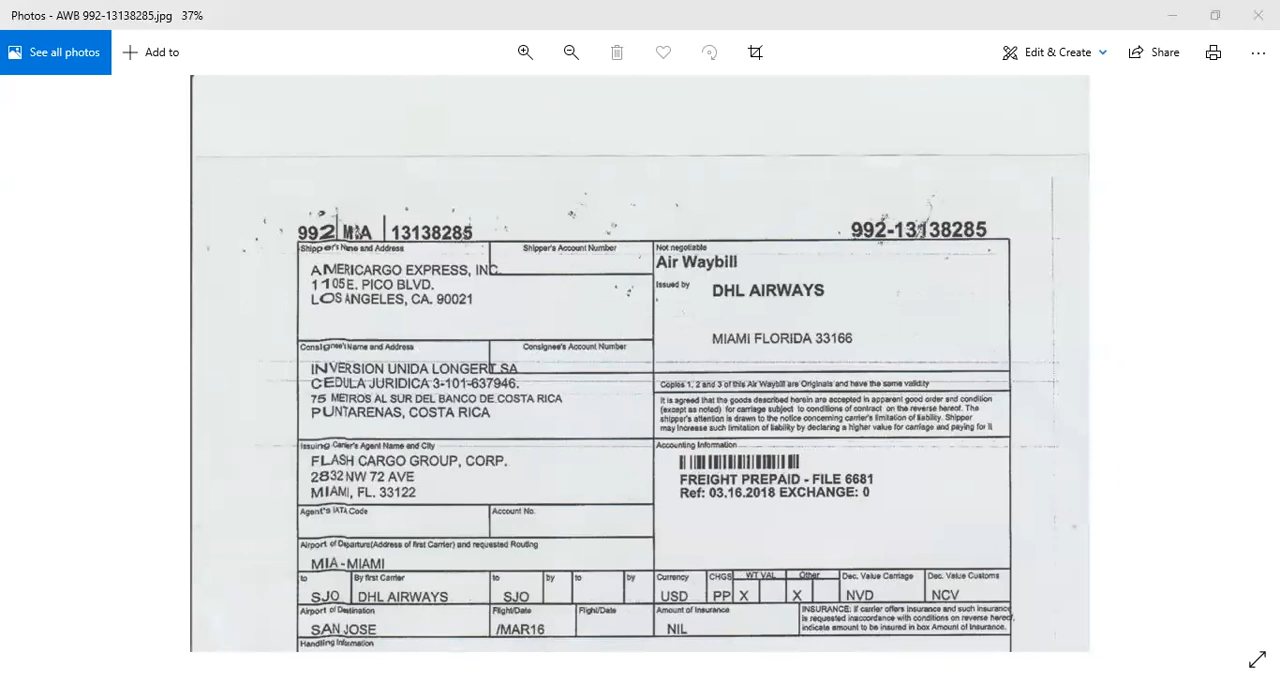 Photos - AWB 992-13138285.jpg 37%
See all photos
Add to
Edit & Create
Share
992 MIA 13138285
992-13138285
Shipper's Name and Address
Shipper's Account Number
AMERICARGO EXPRESS, INC.
1105 E. PICO BLVD.
LOS ANGELES, CA. 90021
Not negotiable
Air Waybill
Issued by
DHL AIRWAYS
MIAMI FLORIDA 33166
Consignee's Name and Address
Consignee's Account Number
INVERSION UNIDA LONGERT SA
CEDULA JURIDICA 3-101-637946.
75 METROS AL SUR DEL BANCO DE COSTA RICA
PUNTARENAS, COSTA RICA
Copies 1, 2 and 3 of this Air Waybill are Originals and have the same validity
It is agreed that the goods described herein are accepted in apparent good order and condition
(except as noted) for carriage subject to conditions of contract on the reverse hereof. The
shipper's attention is drawn to the notice concerning carrier's limitation of liability. Shipper
may increase such limitation of liability by declaring a higher value for carriage and paying for it
Issuing Carrier's Agent Name and City
FLASH CARGO GROUP, CORP.
2832 NW 72 AVE
MIAMI, FL. 33122
Accounting Information
FREIGHT PREPAID - FILE 6681
Ref: 03.16.2018 EXCHANGE: 0
Agent's IATA Code
Account No.
Airport of Departure(Address of first Carrier) and requested Routing
MIA - MIAMI
to By first Carrier to by to by Currency CHGS WT VAL Other Dec. Value Carriage Dec. Value Customs
SJO DHL AIRWAYS SJO USD PP X X NVD NCV
Airport of Destination Flight/Date Flight/Date Amount of Insurance
SAN JOSE /MAR16 NIL
INSURANCE: If carrier offers insurance and such insurance
is requested inaccordance with conditions on reverse hereof,
indicate amount to be insured in box Amount of Insurance.
Handling Information